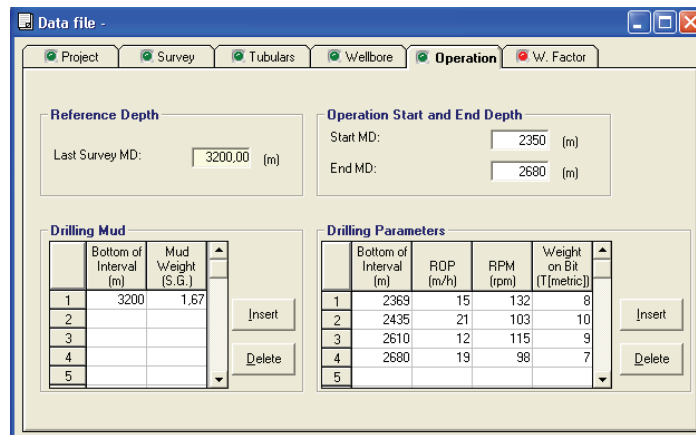 Data file -
Project Survey Tubulars Wellbore Operation W. Factor
Reference Depth
Last Survey MD: 3200,00 (m)
Operation Start and End Depth
Start MD: 2350 (m)
End MD: 2680 (m)
Drilling Mud
Bottom of Interval (m) Mud Weight (S.G.)
1 3200 1,67
2
3
4
5
Insert
Delete
Drilling Parameters
Bottom of Interval (m) ROP (m/h) RPM (rpm) Weight on Bit (T[metric])
1 2369 15 132 8
2 2435 21 103 10
3 2610 12 115 9
4 2680 19 98 7
5
Insert
Delete